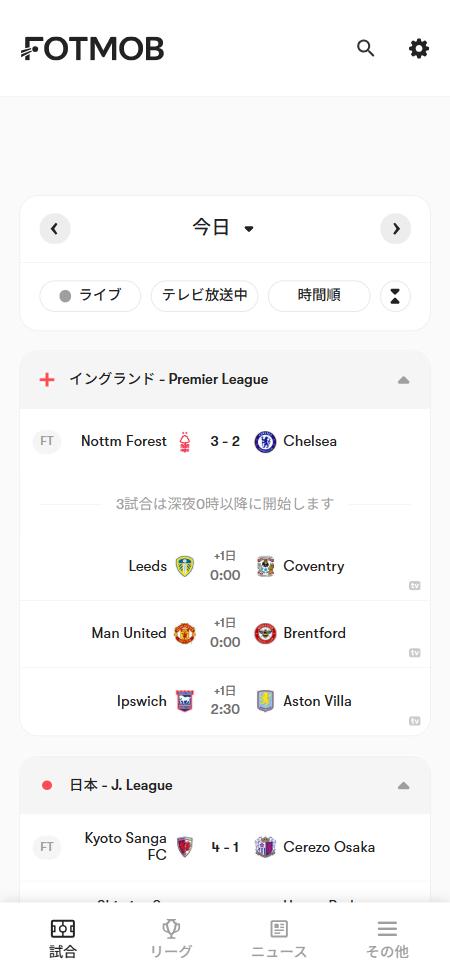 FOTMOB
今日
ライブ
テレビ放送中
時間順
イングランド - Premier League
FT Nottm Forest 3 - 2 Chelsea
3試合は深夜0時以降に開始します
+1日
Leeds 0:00 Coventry
tv
+1日
Man United 0:00 Brentford
tv
+1日
Ipswich 2:30 Aston Villa
tv
日本 - J. League
FT Kyoto Sanga FC 4 - 1 Cerezo Osaka
試合
リーグ
ニュース
その他